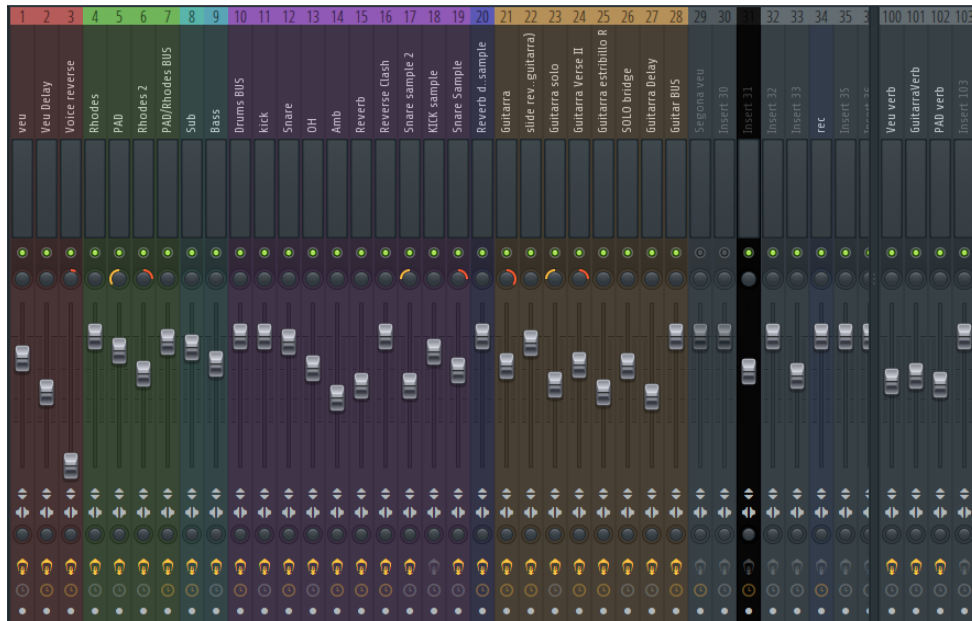 1 2 3 4 5 6 7 8 9 10 11 12 13 14 15 16 17 18 19 20 21 22 23 24 25 26 27 28 29 30 31 32 33 34 35 100 101 102 103
veu
Veu Delay
Voice reverse
Rhodes
PAD
Rhodes 2
PAD/Rhodes BUS
Sub
Bass
Drums BUS
kick
Snare
OH
Amb
Reverb
Reverse Clash
Snare sample 2
KICK sample
Snare Sample
Reverb d.sample
Guitarra
slide rev..guitarra)
Guitarra solo
Guitarra Verse II
Guitarra estribillo R
SOLO bridge
Guitarra Delay
Guitar BUS
Segona veu
Insert 30
Insert 31
Insert 32
Insert 33
rec
Insert 35
Veu verb
GuitarraVerb
PAD verb
Insert 103